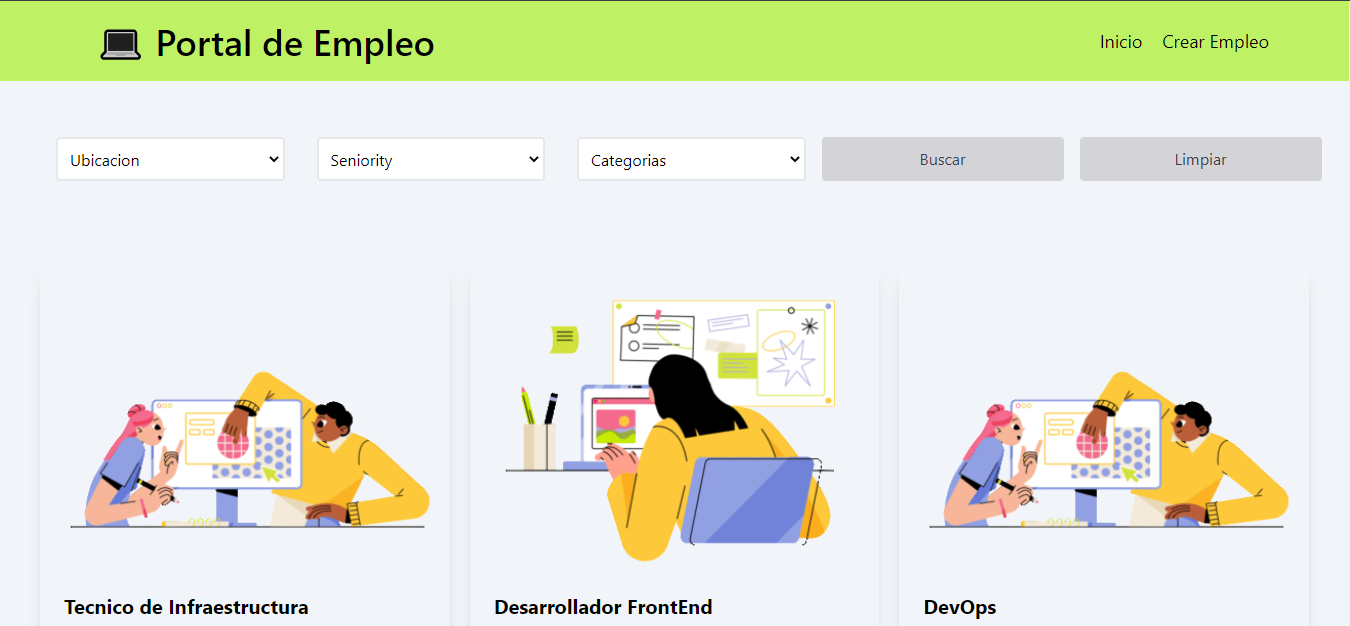 Portal de Empleo
Inicio
Crear Empleo
Ubicacion
Seniority
Categorias
Buscar
Limpiar
Tecnico de Infraestructura
Desarrollador FrontEnd
DevOps